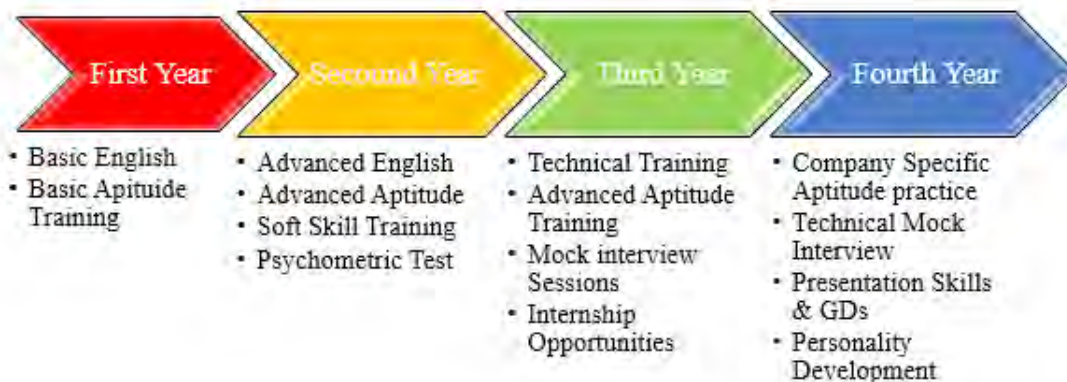 First Year
Secound Year
Third Year
Fourth Year
• Basic English
• Basic Apituide
Training
• Advanced English
• Advanced Aptitude
• Soft Skill Training
• Psychometric Test
• Technical Training
• Advanced Aptitude
Training
• Mock interview
Sessions
• Internship
Opportunities
• Company Specific
Aptitude practice
• Technical Mock
Interview
• Presentation Skills
& GDs
• Personality
Development